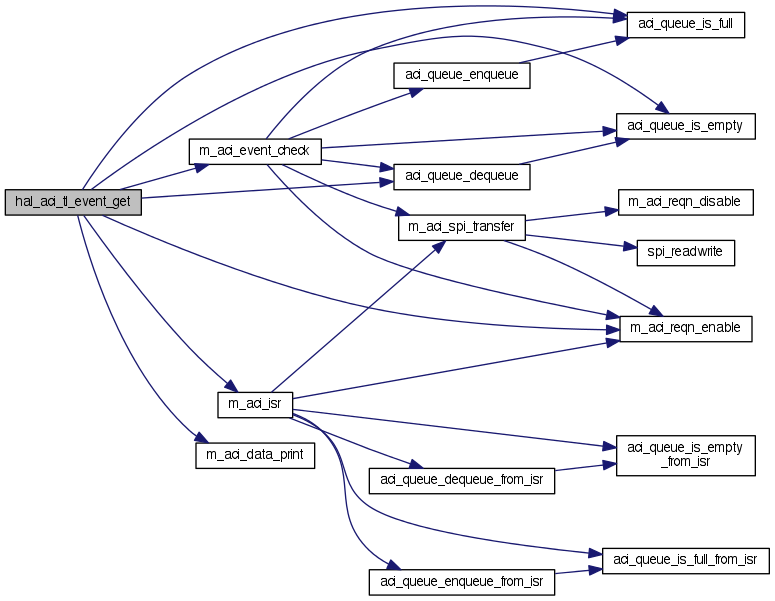 aci_queue_is_full
aci_queue_enqueue
aci_queue_is_empty
m_aci_event_check
aci_queue_dequeue
hal_aci_tl_event_get
m_aci_reqn_disable
m_aci_spi_transfer
spi_readwrite
m_aci_reqn_enable
m_aci_isr
m_aci_data_print
aci_queue_is_empty
_from_isr
aci_queue_dequeue_from_isr
aci_queue_is_full_from_isr
aci_queue_enqueue_from_isr